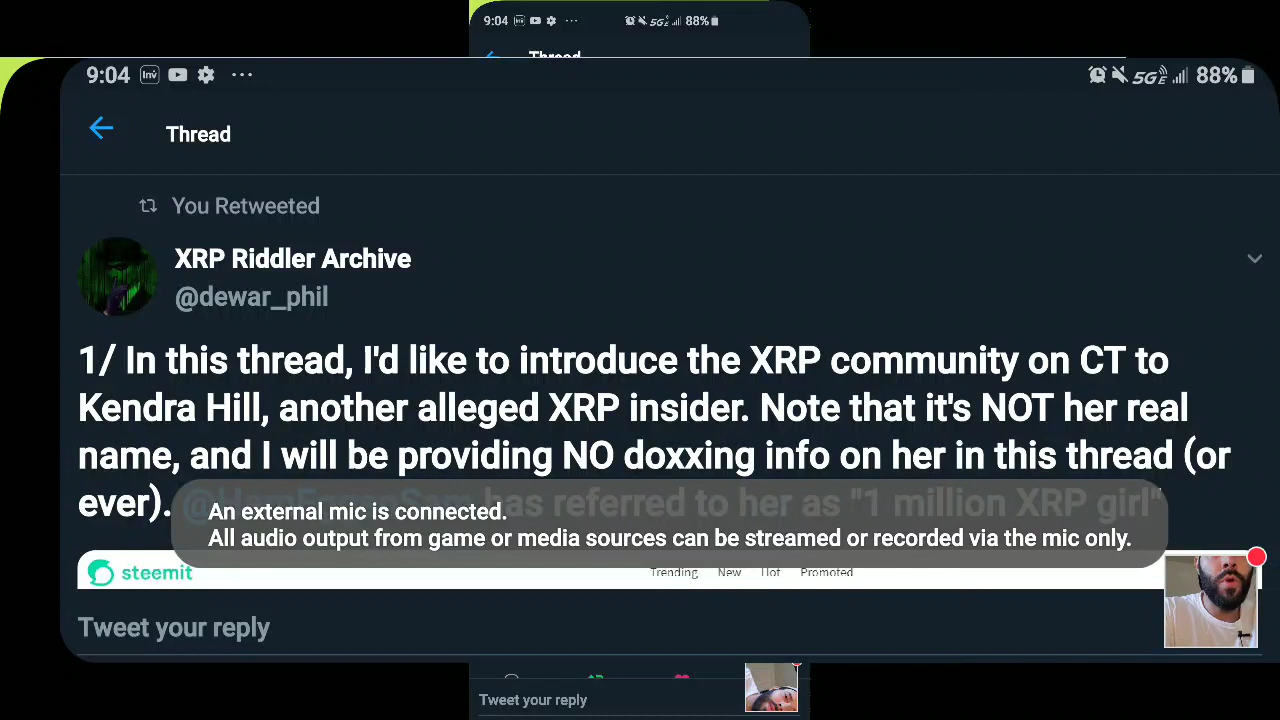 9:04 88%
Thread
9:04 Inv 5GE 88%
Thread
You Retweeted
XRP Riddler Archive
@dewar_phil
1/ In this thread, I'd like to introduce the XRP community on CT to
Kendra Hill, another alleged XRP insider. Note that it's NOT her real
name, and I will be providing NO doxxing info on her in this thread (or
ever). has referred to her as "1 million XRP girl"
An external mic is connected.
All audio output from game or media sources can be streamed or recorded via the mic only.
steemit Trending New Hot Promoted
Tweet your reply
Tweet your reply